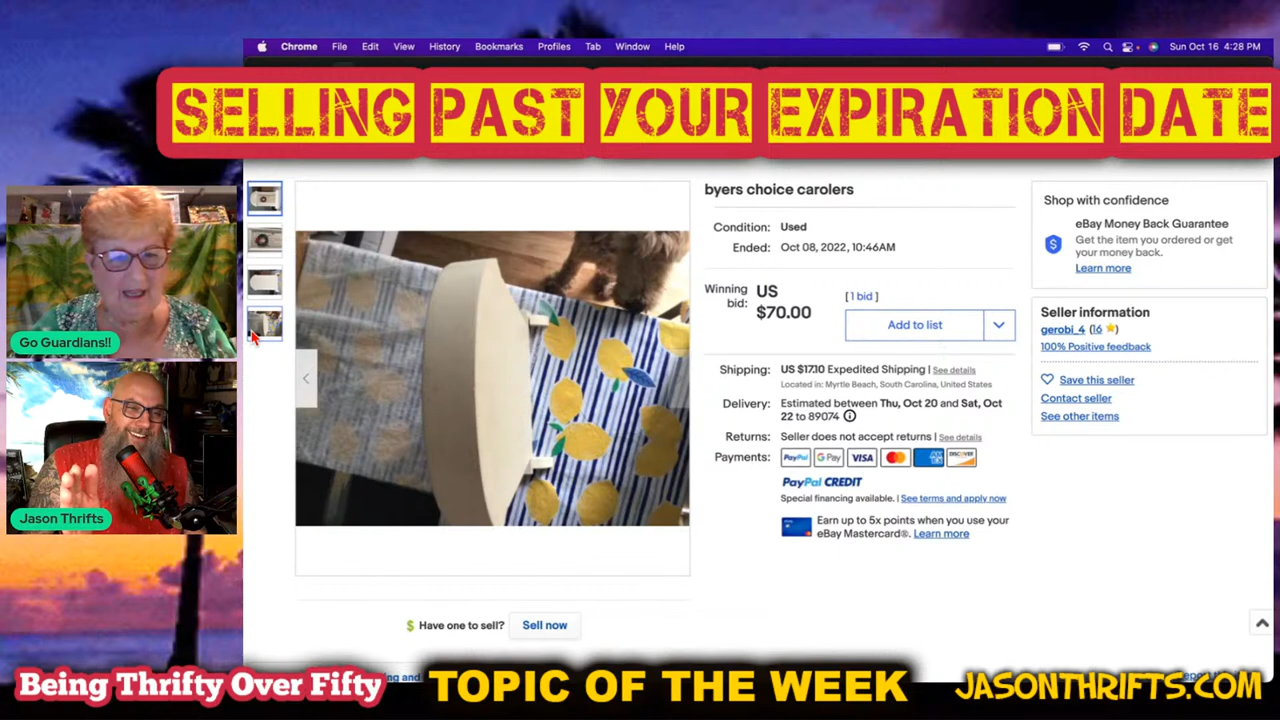 Chrome File Edit View History Bookmarks Profiles Tab Window Help Sun Oct 16 4:28 PM
SELLING PAST YOUR EXPIRATION DATE
byers choice carolers
Condition: Used
Ended: Oct 08, 2022, 10:46AM
Winning bid: US $70.00
[ 1 bid ]
Add to list
Shipping: US $17.10 Expedited Shipping | See details
Located in: Myrtle Beach, South Carolina, United States
Delivery: Estimated between Thu, Oct 20 and Sat, Oct
22 to 89074
Returns: Seller does not accept returns | See details
Payments: PayPal G Pay VISA DISCOVER
PayPal CREDIT
Special financing available. | See terms and apply now
Earn up to 5x points when you use your
eBay Mastercard®. Learn more
Shop with confidence
eBay Money Back Guarantee
Get the item you ordered or get
your money back.
Learn more
Seller information
gerobi_4 (16)
100% Positive feedback
Save this seller
Contact seller
See other items
Go Guardians!!
Jason Thrifts
$ Have one to sell? Sell now
Being Thrifty Over Fifty
TOPIC OF THE WEEK
JASONTHRIFTS.COM